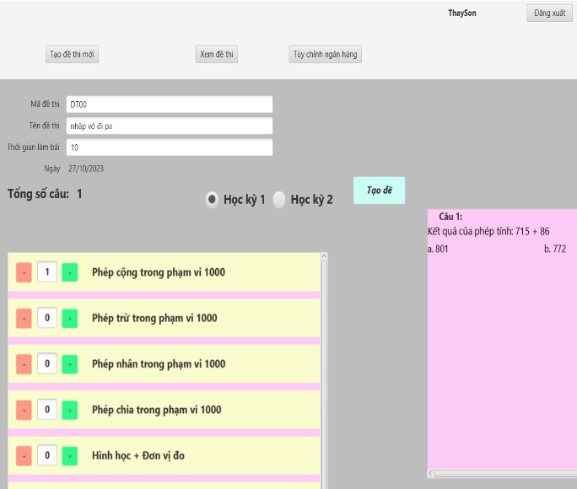 ThaySon
Đăng xuất
Tạo đề thi mới
Xem đề thi
Tùy chỉnh ngân hàng
Mã đề thi DT00
Tên đề thi nhập vô đi pa
Thời gian làm bài 10
Ngày 27/10/2023
Tổng số câu: 1
Học kỳ 1 Học kỳ 2
Tạo đề
- 1 + Phép cộng trong phạm vi 1000
- 0 + Phép trừ trong phạm vi 1000
- 0 + Phép nhân trong phạm vi 1000
- 0 + Phép chia trong phạm vi 1000
- 0 + Hình học + Đơn vị đo
Câu 1:
Kết quả của phép tính: 715 + 86
a. 801 b. 772